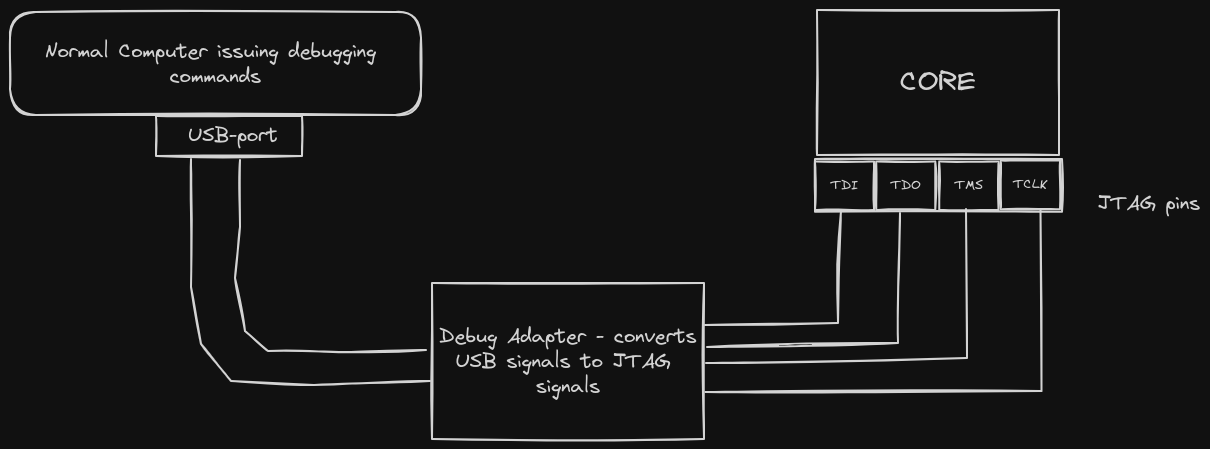 Normal Computer issuing debugging
commands
USB-port
CORE
TDI
TDO
TMS
TCLK
JTAG pins
Debug Adapter - converts
USB signals to JTAG
signals